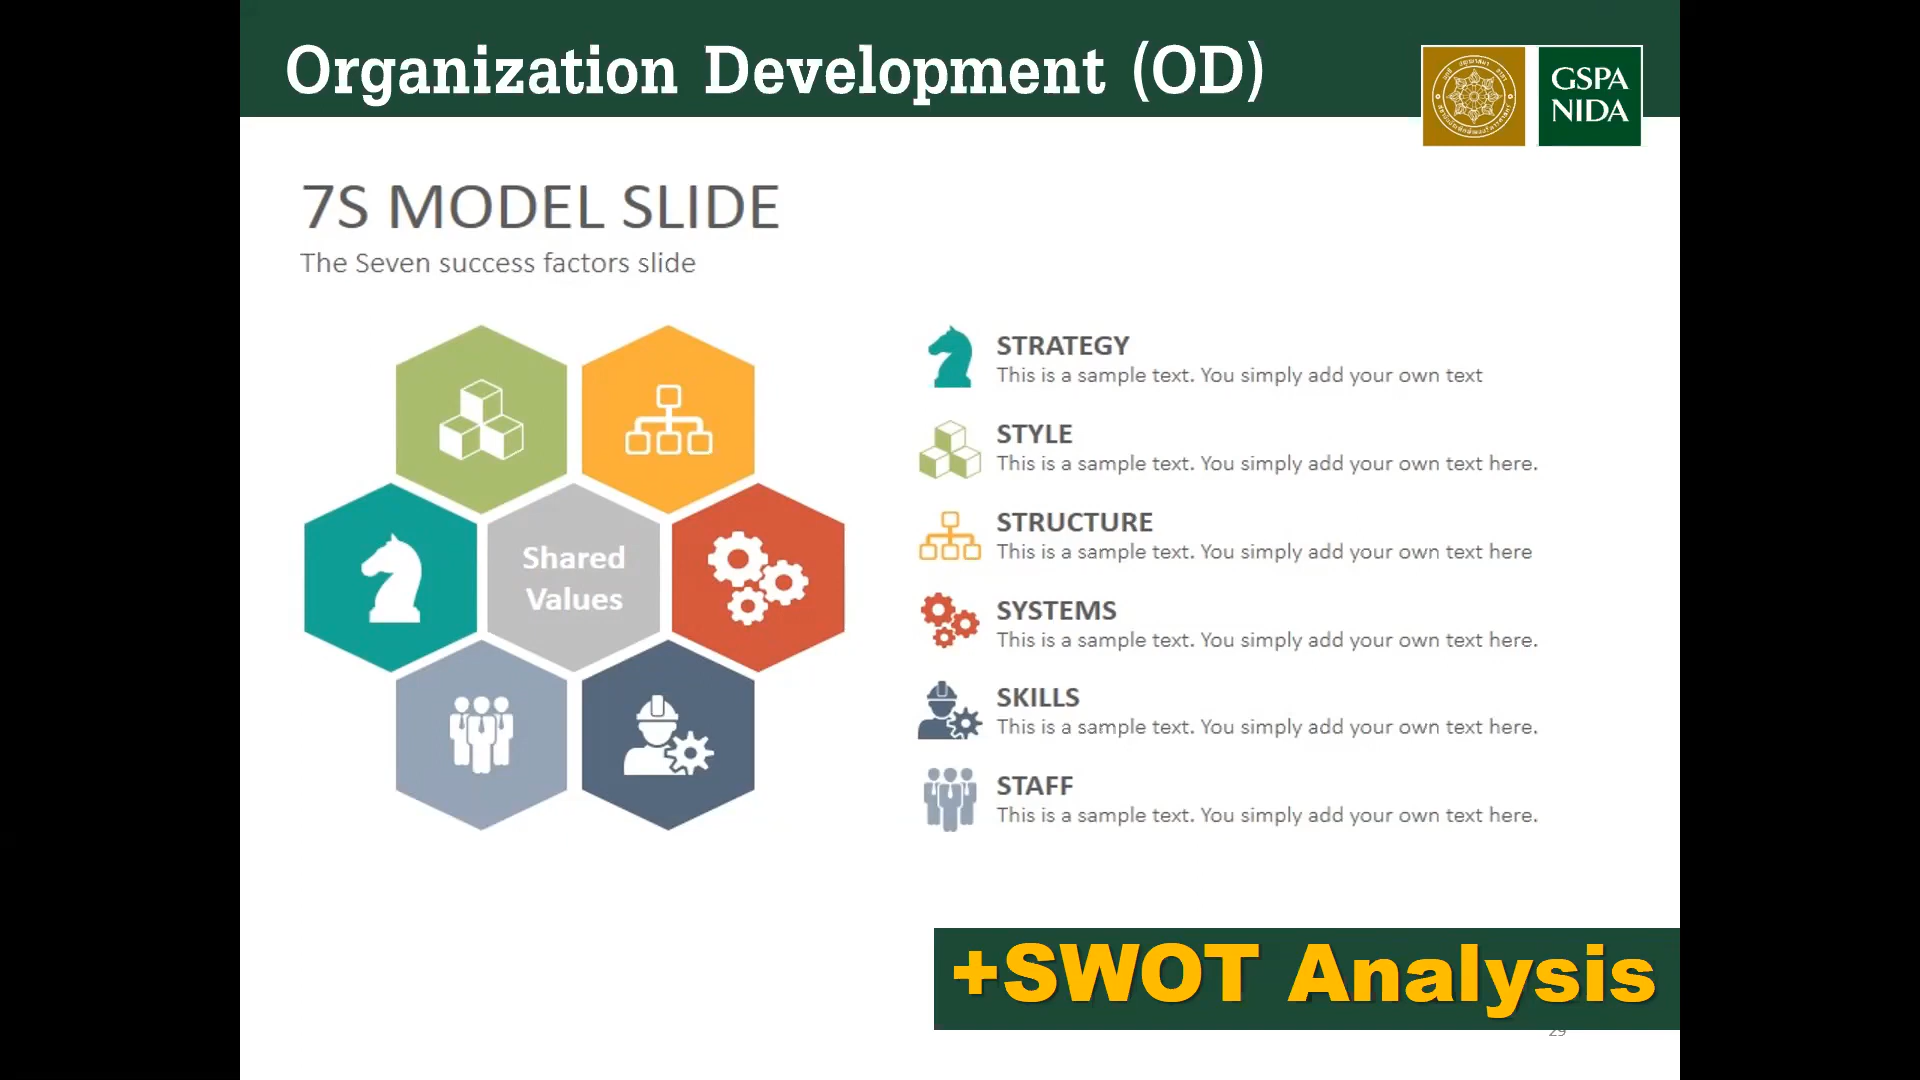 Organization Development (OD)
GSPA
NIDA
7S MODEL SLIDE
The Seven success factors slide
Shared
Values
STRATEGY
This is a sample text. You simply add your own text
STYLE
This is a sample text. You simply add your own text here.
STRUCTURE
This is a sample text. You simply add your own text here
SYSTEMS
This is a sample text. You simply add your own text here.
SKILLS
This is a sample text. You simply add your own text here.
STAFF
This is a sample text. You simply add your own text here.
+SWOT Analysis
29